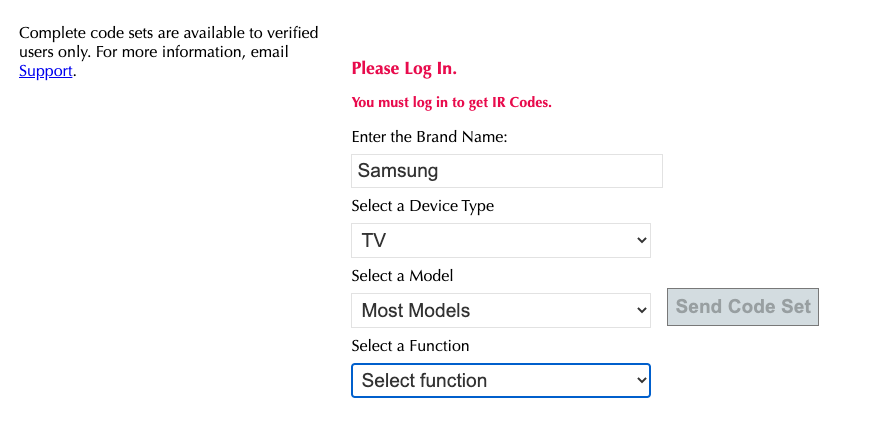 Complete code sets are available to verified
users only. For more information, email
Support.
Please Log In.
You must log in to get IR Codes.
Enter the Brand Name:
Samsung
Select a Device Type
TV
Select a Model
Most Models
Send Code Set
Select a Function
Select function